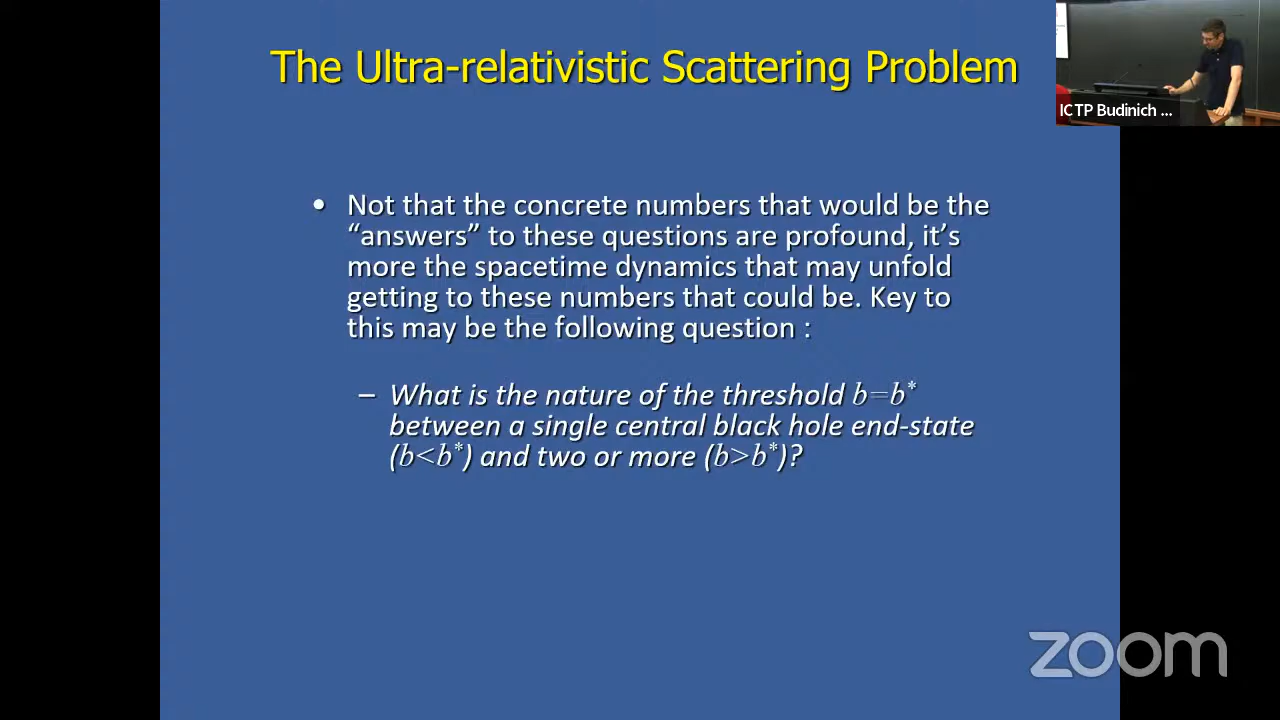 The Ultra-relativistic Scattering Problem
ICTP Budinich ...
• Not that the concrete numbers that would be the
“answers” to these questions are profound, it’s
more the spacetime dynamics that may unfold
getting to these numbers that could be. Key to
this may be the following question :
– What is the nature of the threshold b=b*
between a single central black hole end-state
(b<b*) and two or more (b>b*)?
zoom